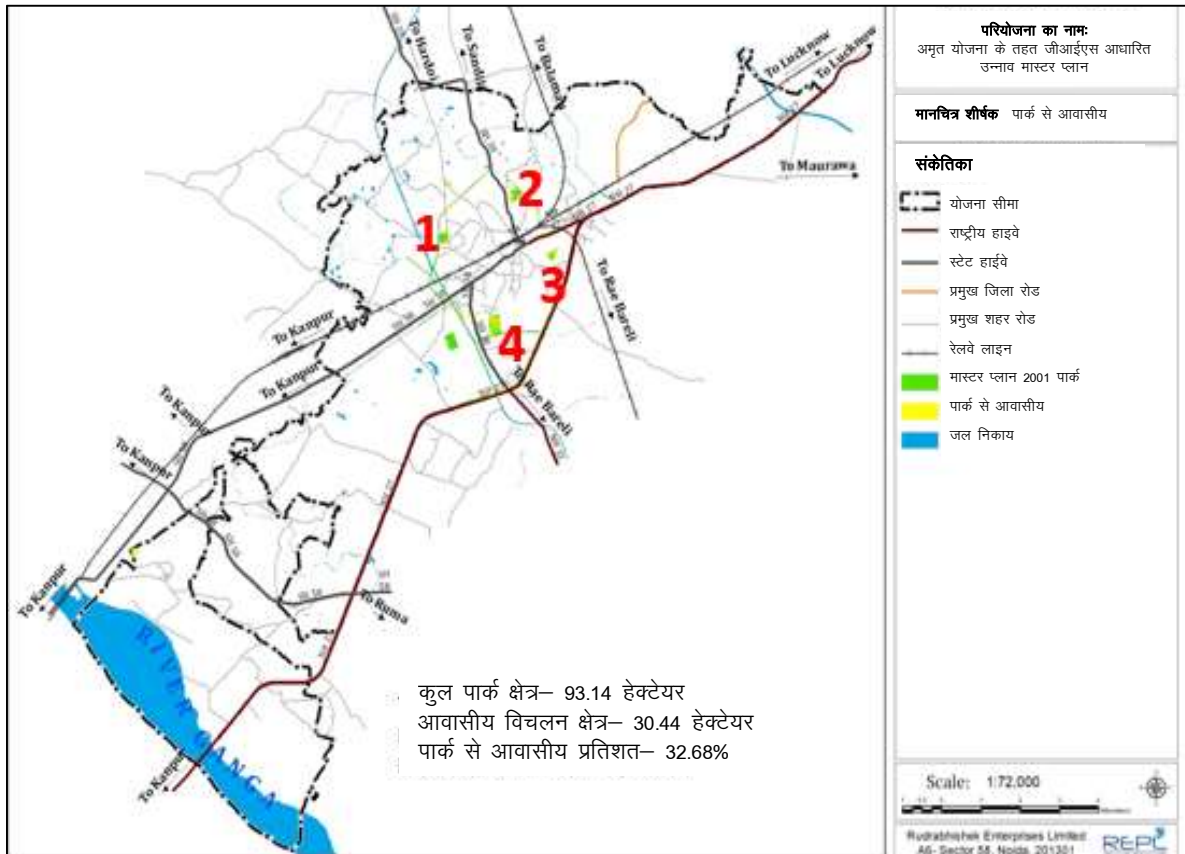 To Hardoi
To Sandila
To Lucknow
To Lucknow
To Maurawa
1
2
3
4
To Rae Bareli
To Rae Bareli
To Kanpur
To Kanpur
To Kanpur
To Kanpur
To Kanpur
To Ruma
To Kanpur
RIVER GANGA
कुल पार्क क्षेत्र– 93.14 हेक्टेयर
आवासीय विचलन क्षेत्र– 30.44 हेक्टेयर
पार्क से आवासीय प्रतिशत– 32.68%
परियोजना का नामः
अमृत योजना के तहत जीआईएस आधारित
उन्नाव मास्टर प्लान
मानचित्र शीर्षक पार्क से आवासीय
संकेतिका
योजना सीमा
राष्ट्रीय हाइवे
स्टेट हाईवे
प्रमुख जिला रोड
प्रमुख शहर रोड
रेलवे लाइन
मास्टर प्लान 2001 पार्क
पार्क से आवासीय
जल निकाय
Scale: 1:72,000
Rudrabhishek Enterprises Limited
A6- Sector 58, Noida, 201301
REPL